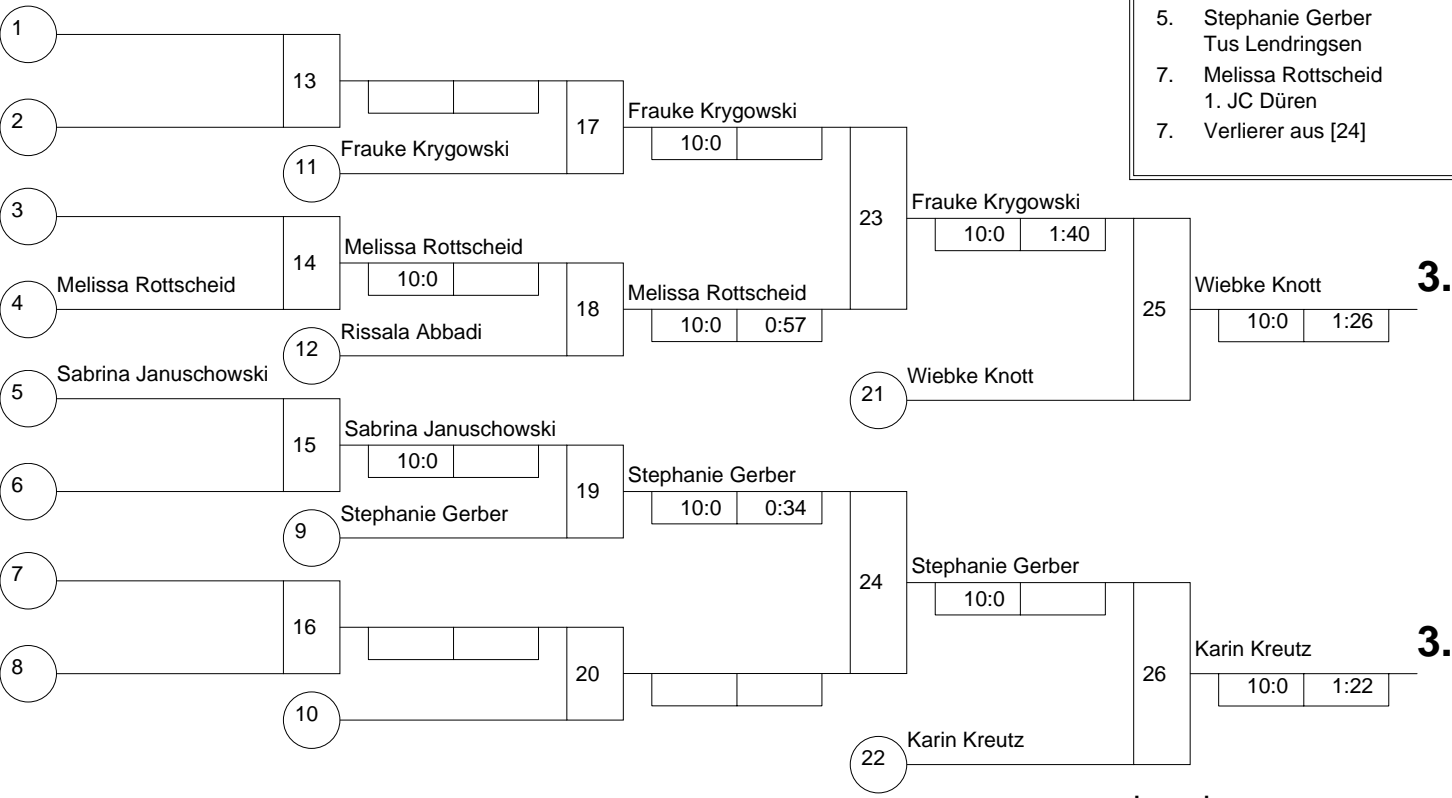 1
2
13
11
Frauke Krygowski
17
Frauke Krygowski
10:0
3
4
Melissa Rottscheid
14
Melissa Rottscheid
10:0
12
Rissala Abbadi
18
Melissa Rottscheid
10:0 0:57
23
Frauke Krygowski
10:0 1:40
5
Sabrina Januschowski
6
15
Sabrina Januschowski
10:0
9
Stephanie Gerber
19
Stephanie Gerber
10:0 0:34
7
8
16
10
20
24
Stephanie Gerber
10:0
21
Wiebke Knott
25
Wiebke Knott
10:0 1:26
3.
22
Karin Kreutz
26
Karin Kreutz
10:0 1:22
3.
5. Stephanie Gerber
Tus Lendringsen
7. Melissa Rottscheid
1. JC Düren
7. Verlierer aus [24]